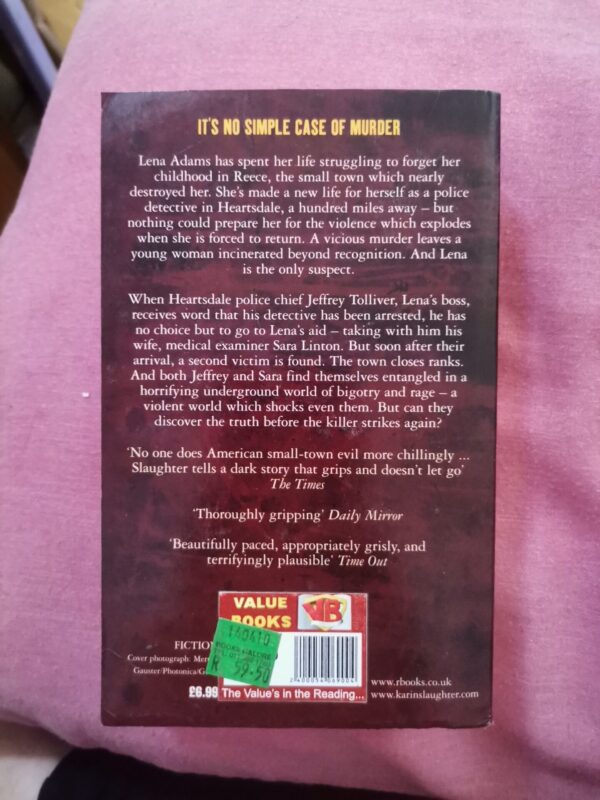 IT'S NO SIMPLE CASE OF MURDER
Lena Adams has spent her life struggling to forget her
childhood in Reece, the small town which nearly
destroyed her. She's made a new life for herself as a police
detective in Heartsdale, a hundred miles away – but
nothing could prepare her for the violence which explodes
when she is forced to return. A vicious murder leaves a
young woman incinerated beyond recognition. And Lena
is the only suspect.
When Heartsdale police chief Jeffrey Tolliver, Lena's boss,
receives word that his detective has been arrested, he has
no choice but to go to Lena's aid – taking with him his
wife, medical examiner Sara Linton. But soon after their
arrival, a second victim is found. The town closes ranks.
And both Jeffrey and Sara find themselves entangled in a
horrifying underground world of bigotry and rage – a
violent world which shocks even them. But can they
discover the truth before the killer strikes again?
'No one does American small-town evil more chillingly ...
Slaughter tells a dark story that grips and doesn't let go'
The Times
'Thoroughly gripping' Daily Mirror
'Beautifully paced, appropriately grisly, and
terrifyingly plausible' Time Out
VALUE
BOOKS
VB
160410
BOOKS GALORE
R 39.50
2400054069004
The Value's in the Reading...
FICTION
Cover photograph:
Gauster/Photonica/
£6.99
www.rbooks.co.uk
www.karinslaughter.com